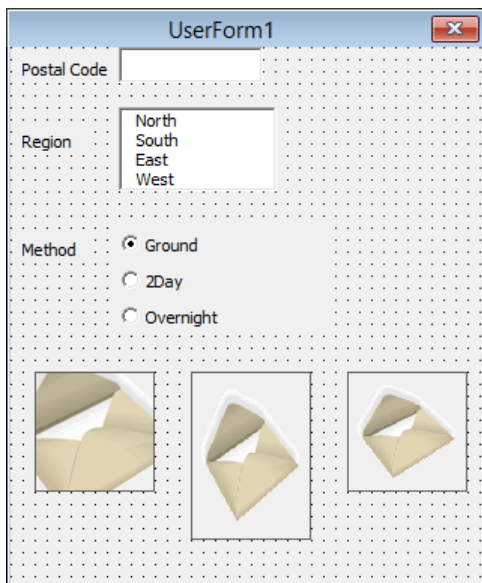 UserForm1
Postal Code
Region
North
South
East
West
Method
Ground
2Day
Overnight